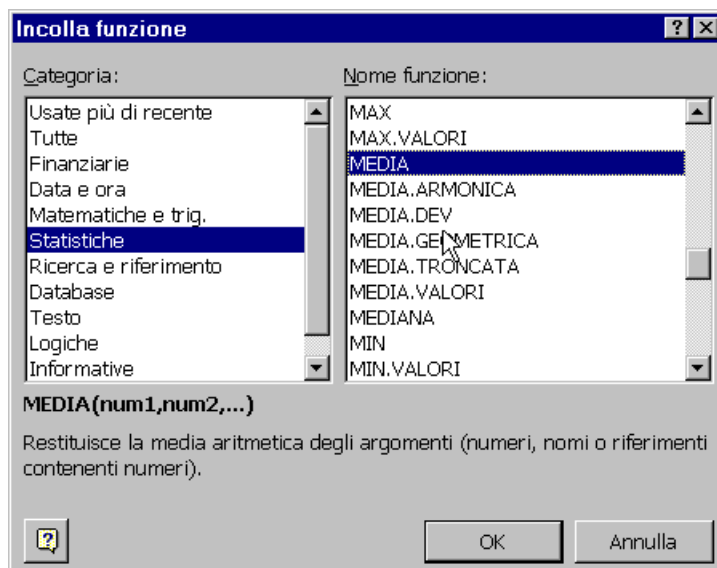 Incolla funzione
Categoria:
Usate più di recente
Tutte
Finanziarie
Data e ora
Matematiche e trig.
Statistiche
Ricerca e riferimento
Database
Testo
Logiche
Informative
Nome funzione:
MAX
MAX.VALORI
MEDIA
MEDIA.ARMONICA
MEDIA.DEV
MEDIA.GEOMETRICA
MEDIA.TRONCATA
MEDIA.VALORI
MEDIANA
MIN
MIN.VALORI
MEDIA(num1,num2,...)
Restituisce la media aritmetica degli argomenti (numeri, nomi o riferimenti
contenenti numeri).
OK
Annulla